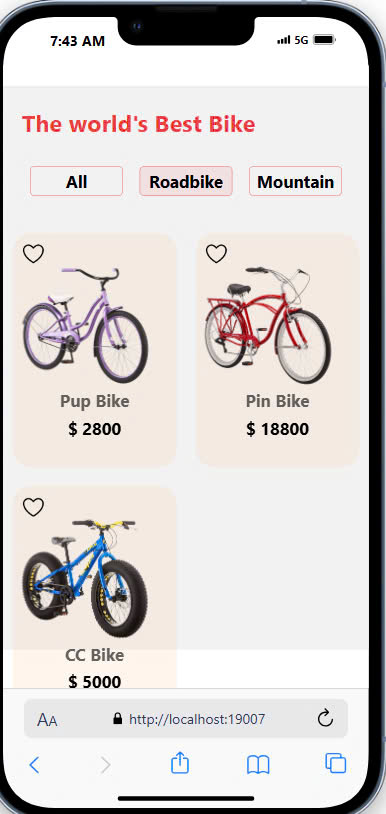 7:43 AM 5G
The world's Best Bike
All Roadbike Mountain
Pup Bike Pin Bike
$ 2800 $ 18800
CC Bike
$ 5000
AA http://localhost:19007